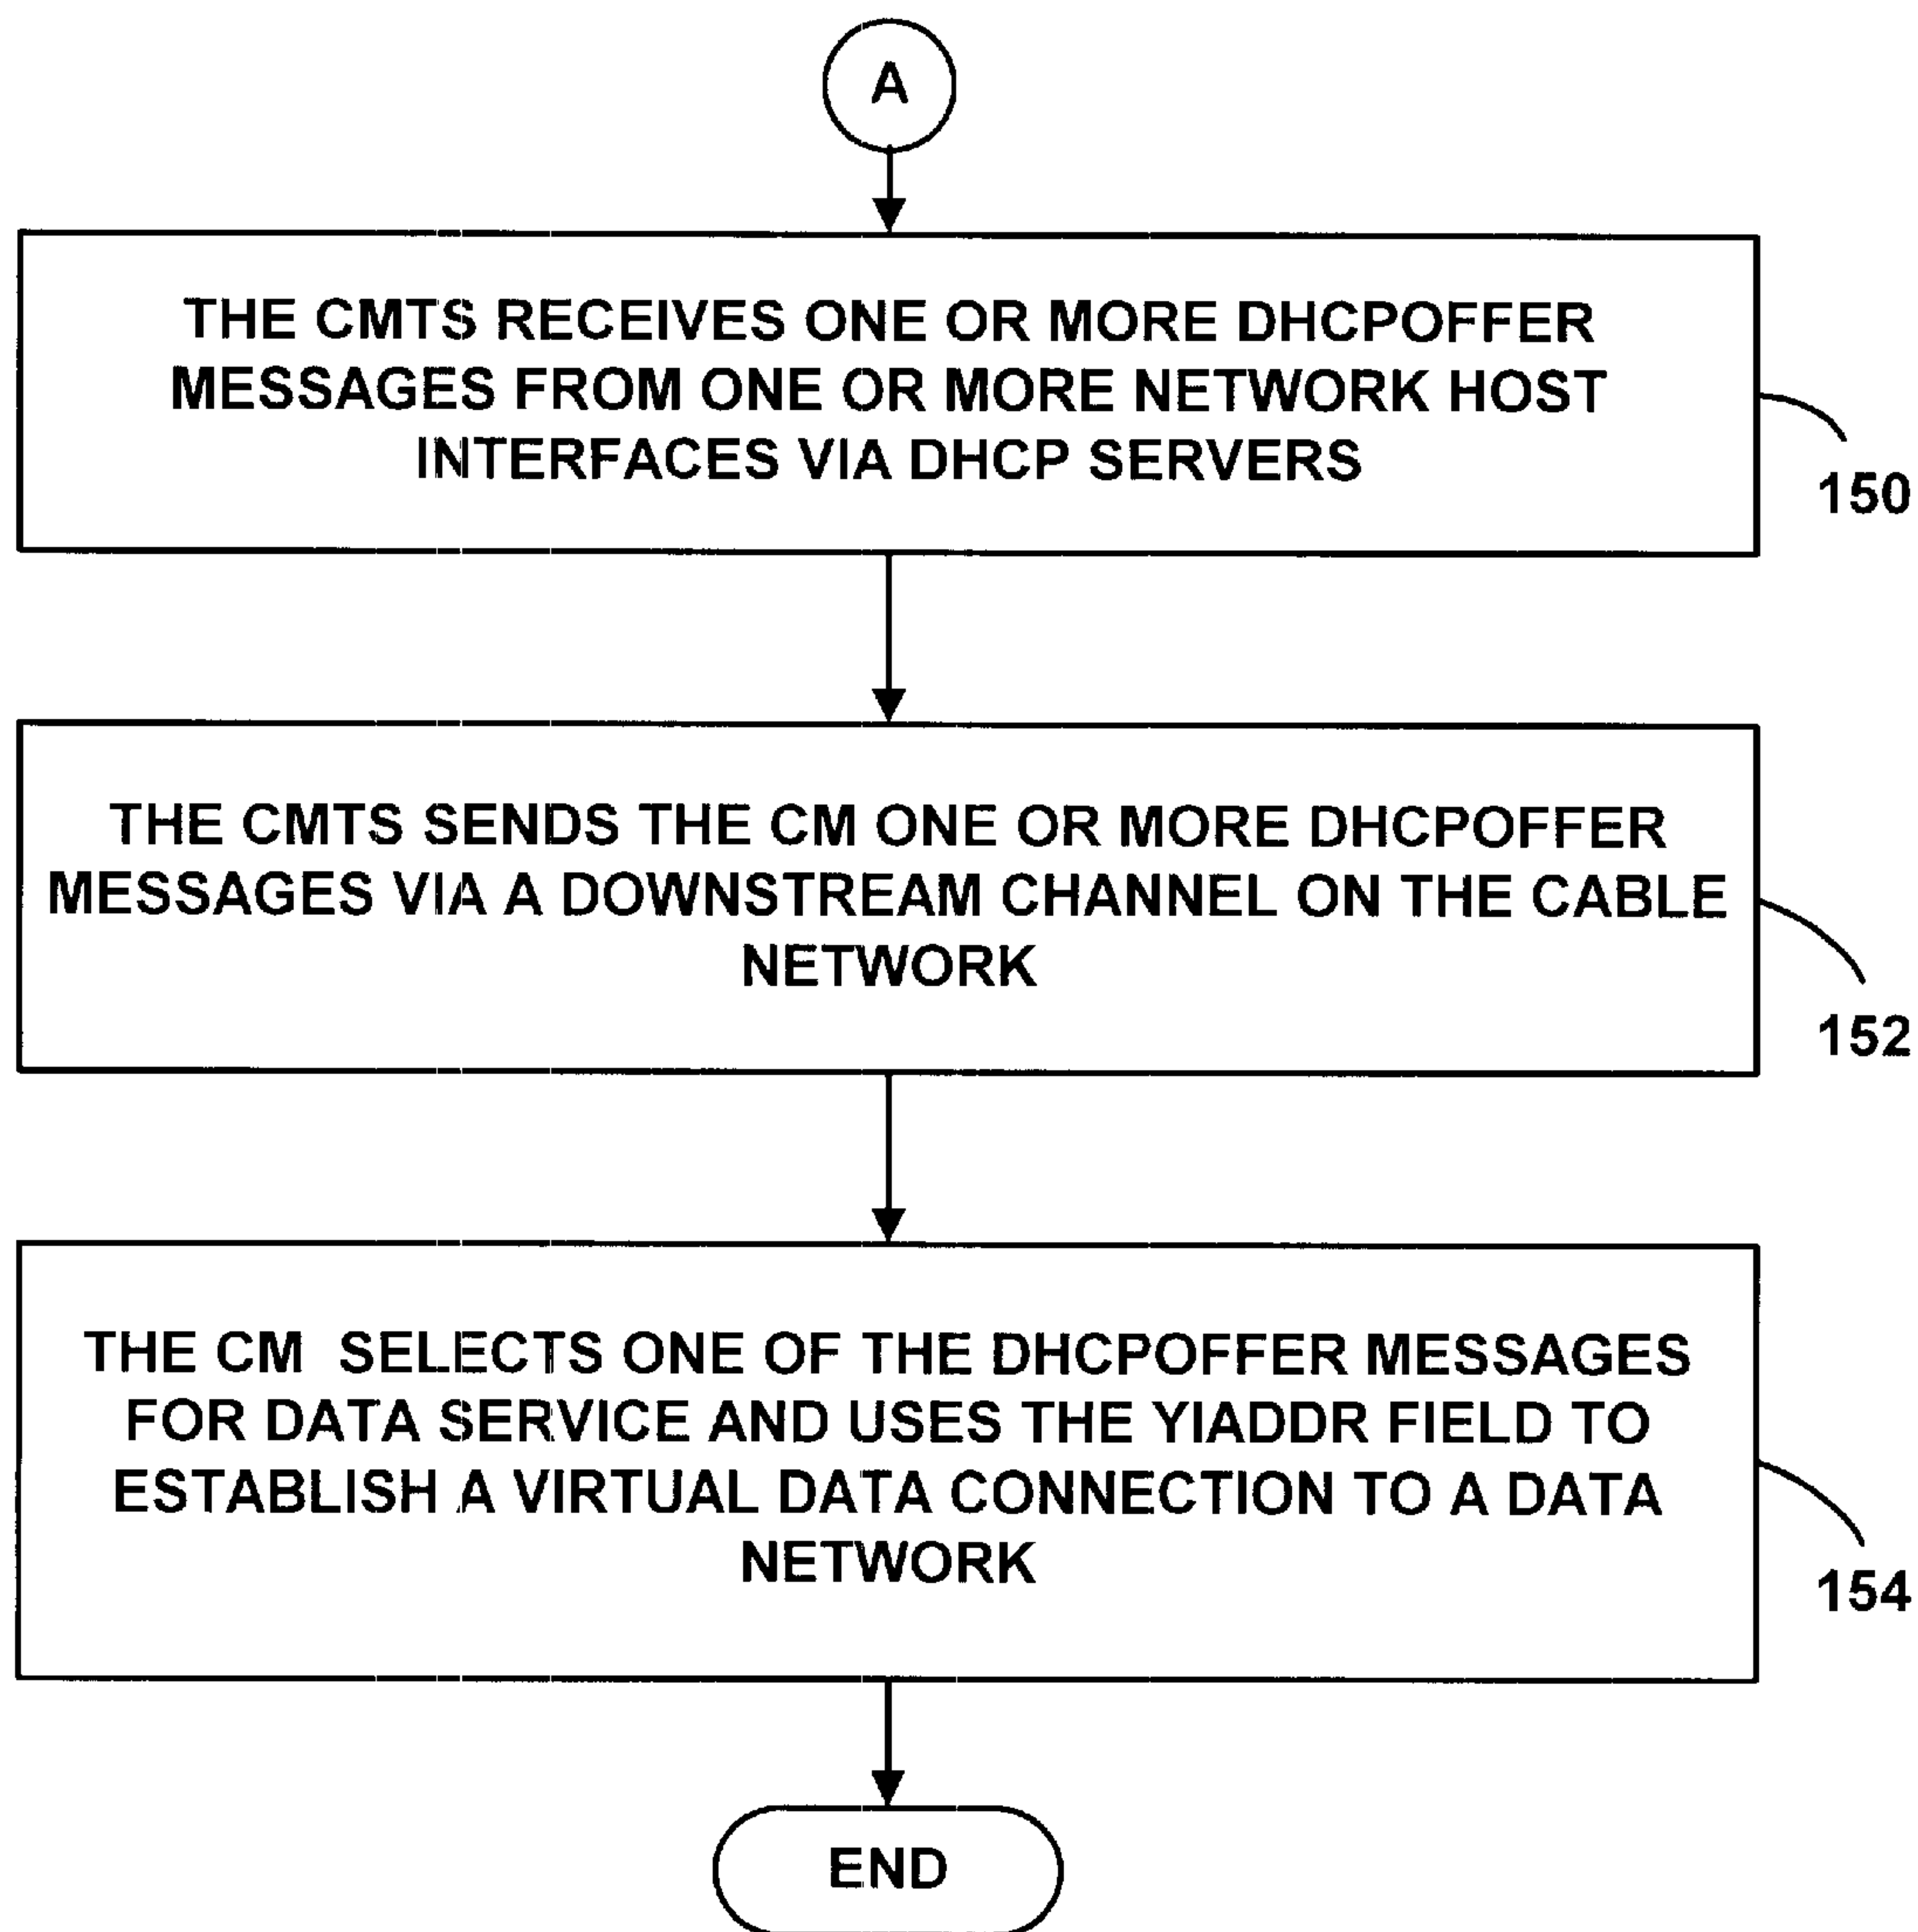 A
THE CMTS RECEIVES ONE OR MORE DHCPOFFER
MESSAGES FROM ONE OR MORE NETWORK HOST
INTERFACES VIA DHCP SERVERS
150
THE CMTS SENDS THE CM ONE OR MORE DHCPOFFER
MESSAGES VIA A DOWNSTREAM CHANNEL ON THE CABLE
NETWORK
152
THE CM SELECTS ONE OF THE DHCPOFFER MESSAGES
FOR DATA SERVICE AND USES THE YIADDR FIELD TO
ESTABLISH A VIRTUAL DATA CONNECTION TO A DATA
NETWORK
154
END